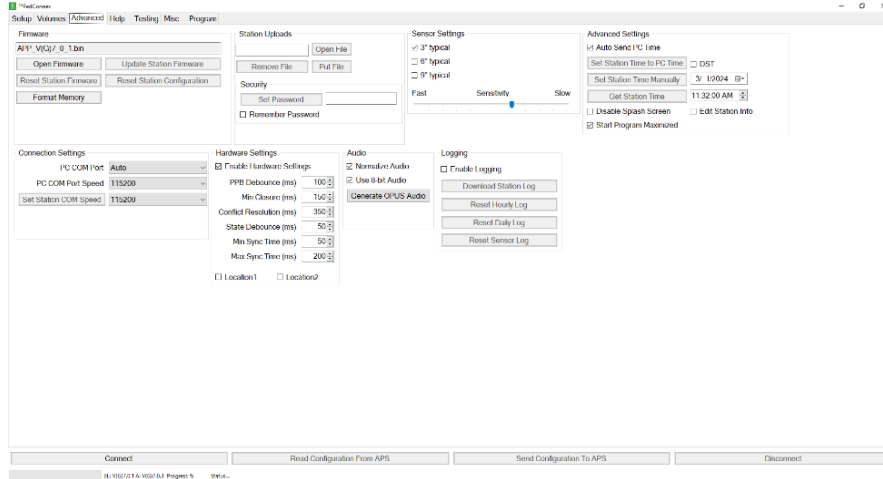 *PedConnex
Setup Volumes Advanced Help Testing Misc Program
Firmware
APP_V(G)7_0_1.bin
Open Firmware Update Station Firmware
Reset Station Firmware Reset Station Configuration
Format Memory
Station Uploads
Open File
Remove File Put File
Security
Set Password
Remember Password
Sensor Settings
3" typical
6" typical
9" typical
Fast Sensitivity Slow
Advanced Settings
Auto Send PC Time
Set Station Time to PC Time DST
Set Station Time Manually 3/ 1/2024
Get Station Time 11:32:00 AM
Disable Splash Screen Edit Station Info
Start Program Maximized
Connection Settings
PC COM Port Auto
PC COM Port Speed 115200
Set Station COM Speed 115200
Hardware Settings
Enable Hardware Settings
PPB Debounce (ms) 100
Min Closure (ms) 150
Conflict Resolution (ms) 350
State Debounce (ms) 50
Min Sync Time (ms) 50
Max Sync Time (ms) 200
Location1 Location2
Audio
Normalize Audio
Use 8-bit Audio
Generate OPUS Audio
Logging
Enable Logging
Download Station Log
Reset Hourly Log
Reset Daily Log
Reset Sensor Log
Connect Read Configuration From APS Send Configuration To APS Disconnect
Progress % Status...